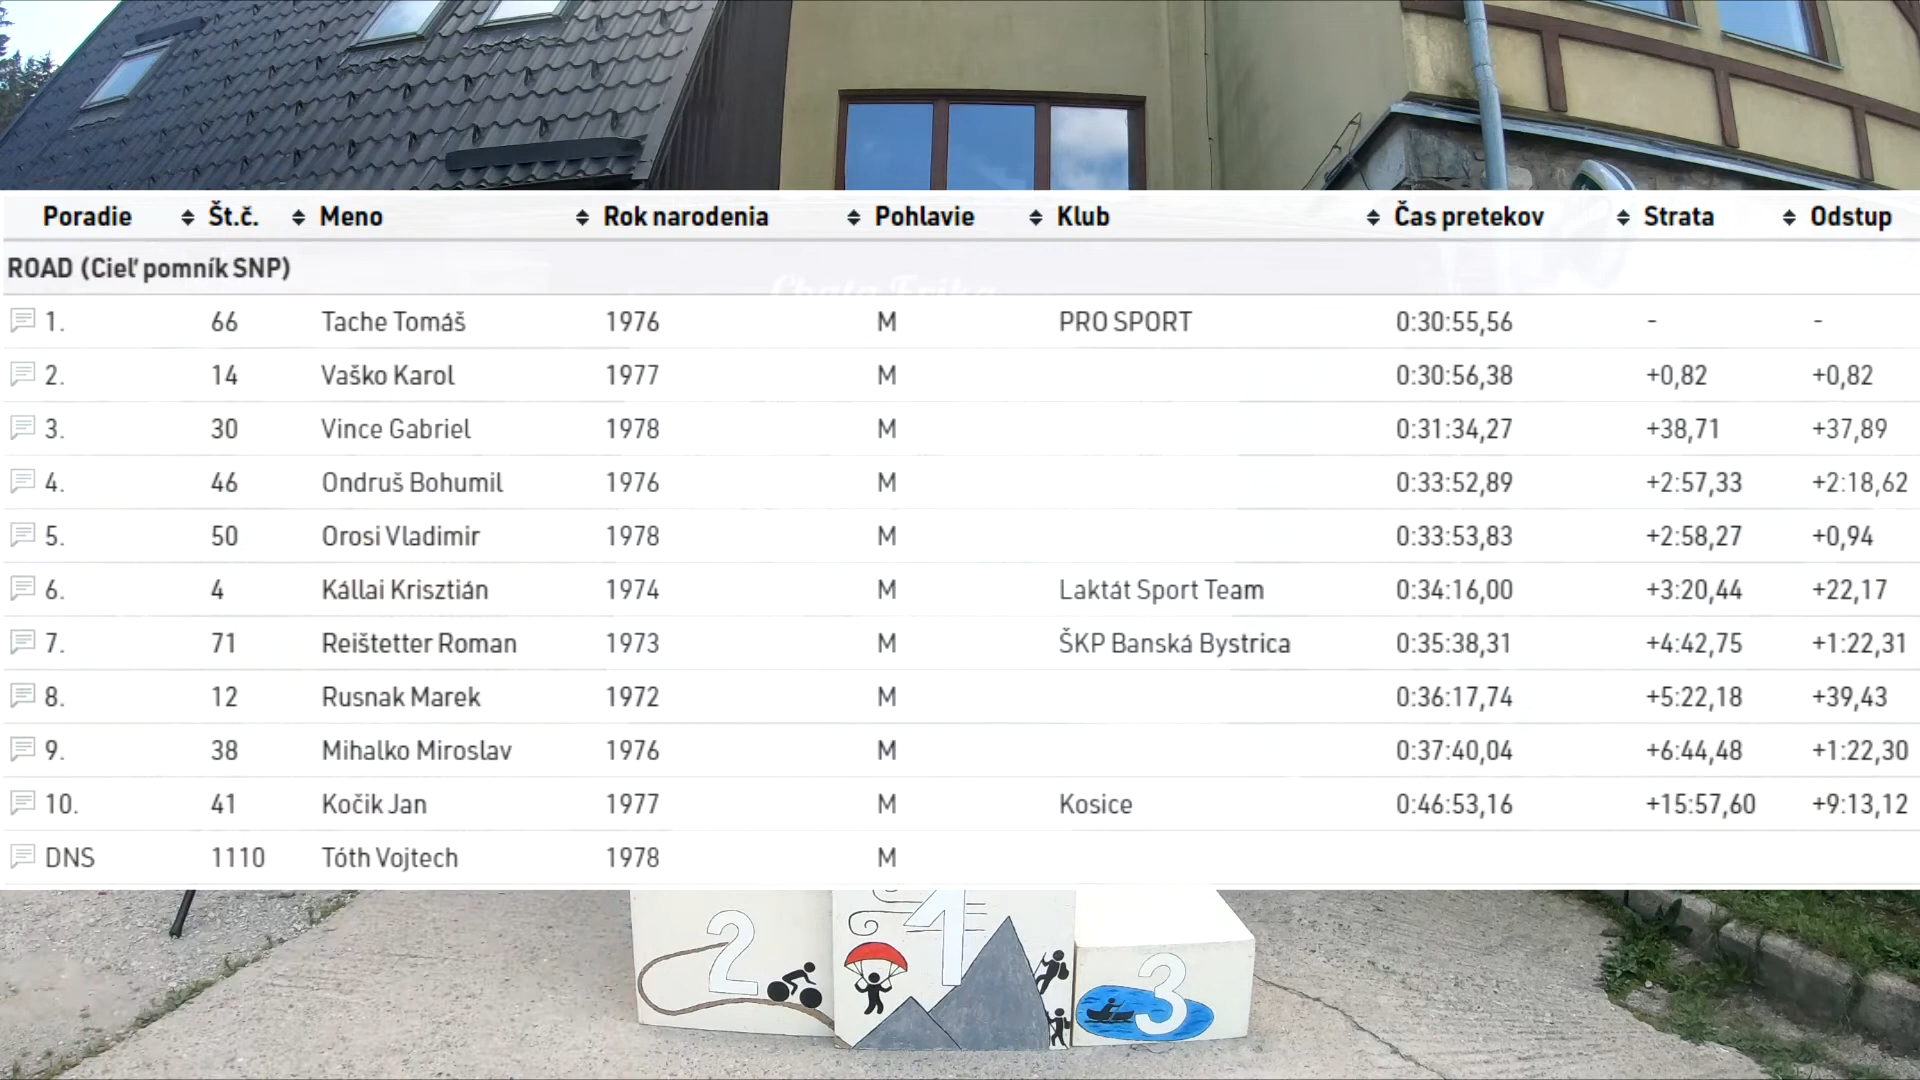 Poradie Št.č. Meno Rok narodenia Pohlavie Klub Čas pretekov Strata Odstup
ROAD (Cieľ pomník SNP)
1. 66 Tache Tomáš 1976 M PRO SPORT 0:30:55,56 - -
2. 14 Vaško Karol 1977 M 0:30:56,38 +0,82 +0,82
3. 30 Vince Gabriel 1978 M 0:31:34,27 +38,71 +37,89
4. 46 Ondruš Bohumil 1976 M 0:33:52,89 +2:57,33 +2:18,62
5. 50 Orosi Vladimir 1978 M 0:33:53,83 +2:58,27 +0,94
6. 4 Kállai Krisztián 1974 M Laktát Sport Team 0:34:16,00 +3:20,44 +22,17
7. 71 Reištetter Roman 1973 M ŠKP Banská Bystrica 0:35:38,31 +4:42,75 +1:22,31
8. 12 Rusnak Marek 1972 M 0:36:17,74 +5:22,18 +39,43
9. 38 Mihalko Miroslav 1976 M 0:37:40,04 +6:44,48 +1:22,30
10. 41 Kočik Jan 1977 M Kosice 0:46:53,16 +15:57,60 +9:13,12
DNS 1110 Tóth Vojtech 1978 M
2 1 3